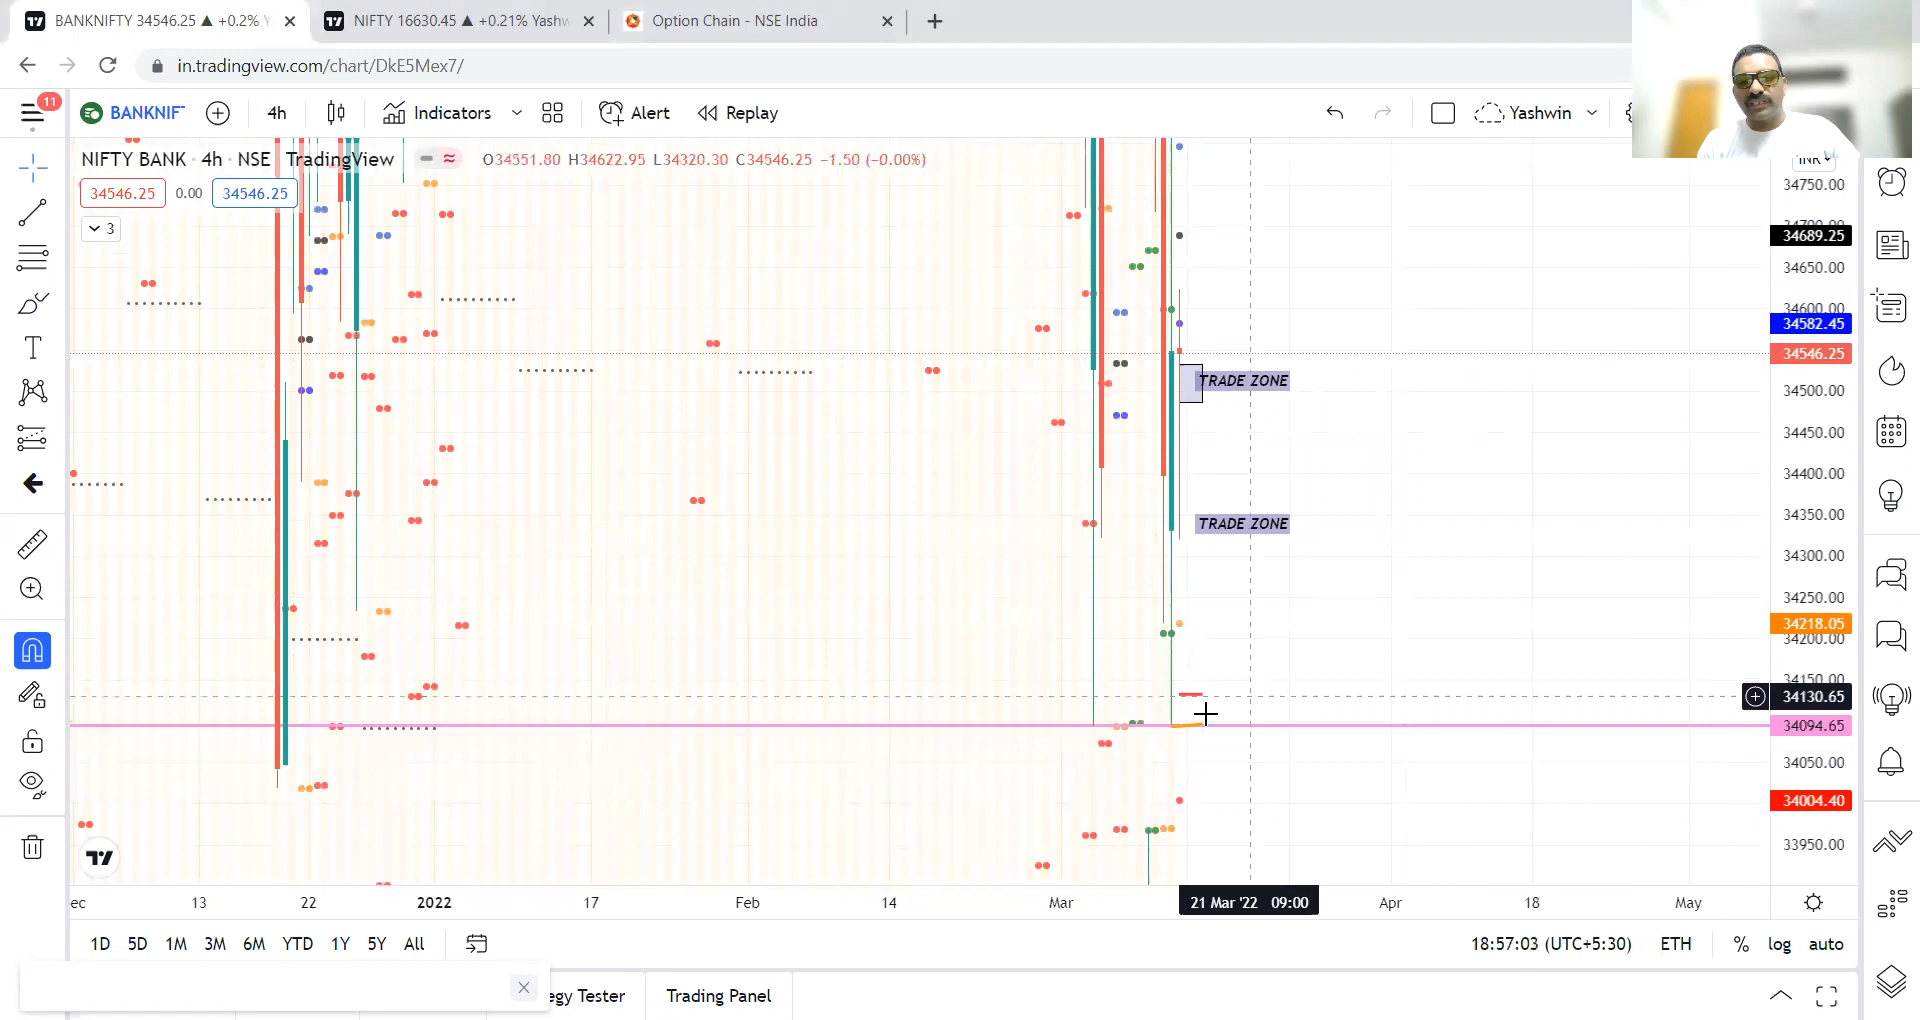 BANKNIFTY 34546.25 ▲ +0.2% Y
NIFTY 16630.45 ▲ +0.21% Yashw
Option Chain - NSE India
in.tradingview.com/chart/DkE5Mex7/
11
BANKNIF
4h
Indicators
Alert
Replay
Yashwin
NIFTY BANK · 4h · NSE TradingView
O34551.80 H34622.95 L34320.30 C34546.25 −1.50 (−0.00%)
INR
34546.25 0.00 34546.25
3
34750.00
34700.00
34689.25
34650.00
34600.00
34582.45
34546.25
TRADE ZONE
34500.00
34450.00
34400.00
34350.00
TRADE ZONE
34300.00
34250.00
34218.05
34200.00
34150.00
34130.65
34094.65
34050.00
34004.40
33950.00
ec 13 22 2022 17 Feb 14 Mar 21 Mar '22 09:00 Apr 18 May
1D 5D 1M 3M 6M YTD 1Y 5Y All
18:57:03 (UTC+5:30) ETH % log auto
egy Tester
Trading Panel